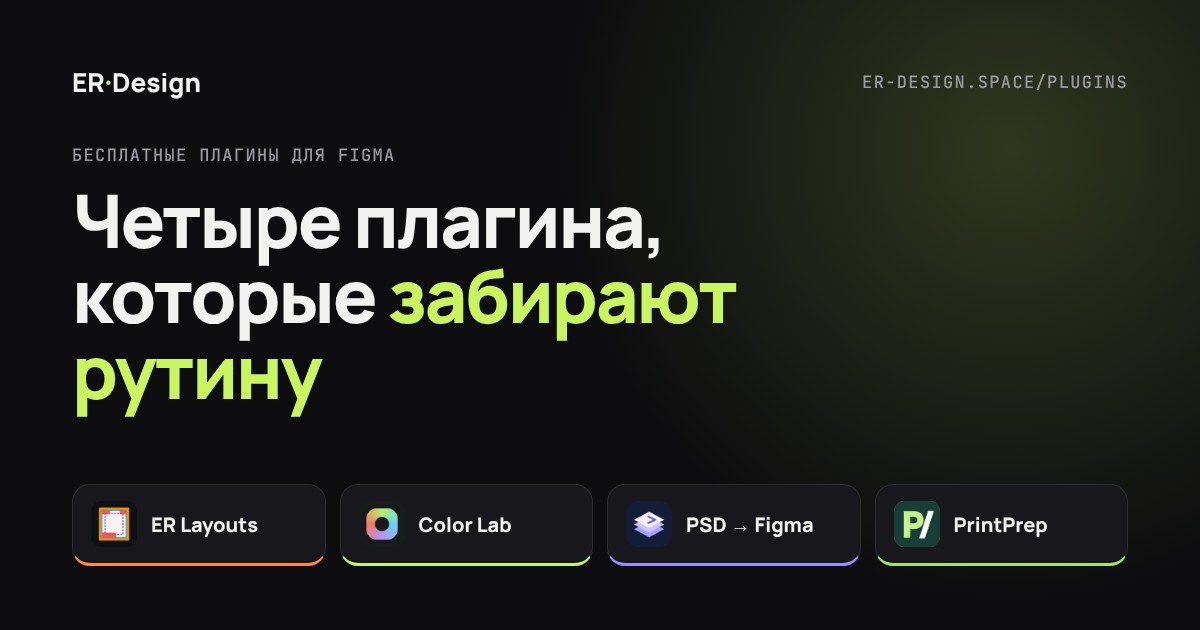 ER·Design
ER-DESIGN.SPACE/PLUGINS
БЕСПЛАТНЫЕ ПЛАГИНЫ ДЛЯ FIGMA
Четыре плагина,
которые забирают
рутину
ER Layouts
Color Lab
PSD → Figma
P/ PrintPrep